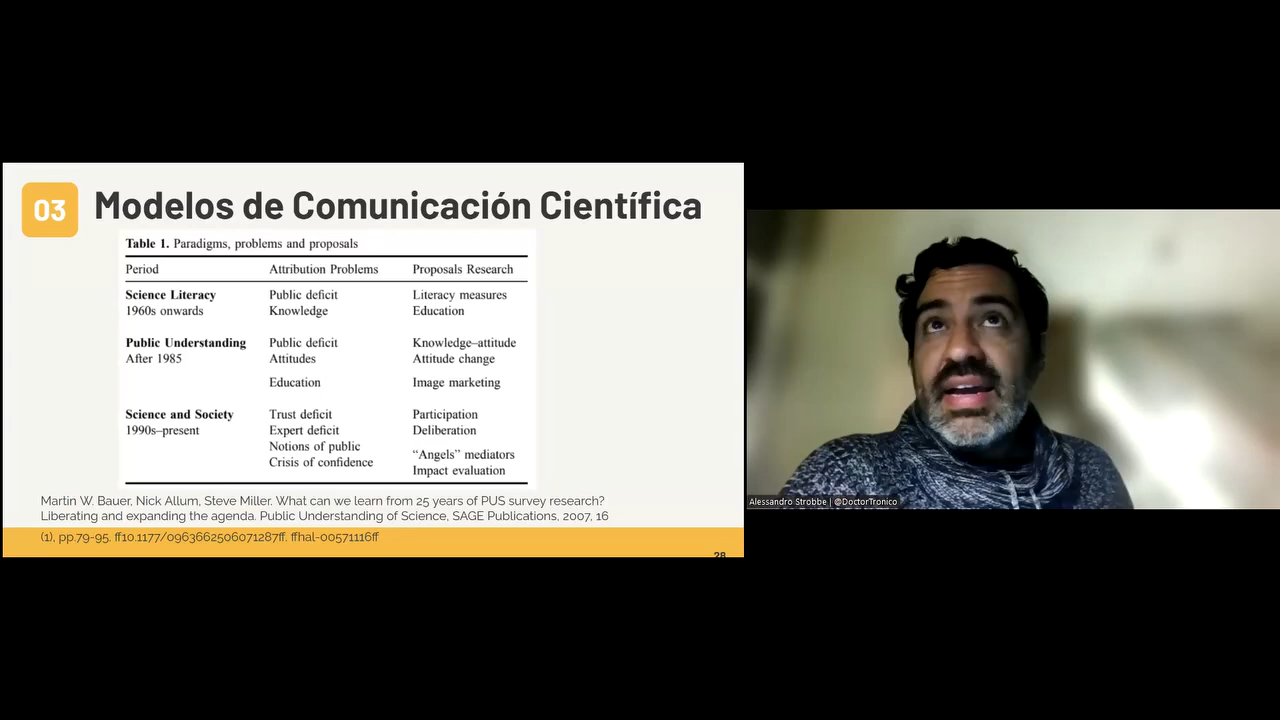 03
Modelos de Comunicación Científica
Table 1. Paradigms, problems and proposals
Period Attribution Problems Proposals Research
Science Literacy Public deficit Literacy measures
1960s onwards Knowledge Education
Public Understanding Public deficit Knowledge–attitude
After 1985 Attitudes Attitude change
Education Image marketing
Science and Society Trust deficit Participation
1990s–present Expert deficit Deliberation
Notions of public “Angels” mediators
Crisis of confidence Impact evaluation
Martin W. Bauer, Nick Allum, Steve Miller. What can we learn from 25 years of PUS survey research?
Liberating and expanding the agenda. Public Understanding of Science, SAGE Publications, 2007, 16
(1), pp.79-95. ff10.1177/0963662506071287ff. ffhal-00571116ff
28
Alessandro Strobbe | @DoctorTronico